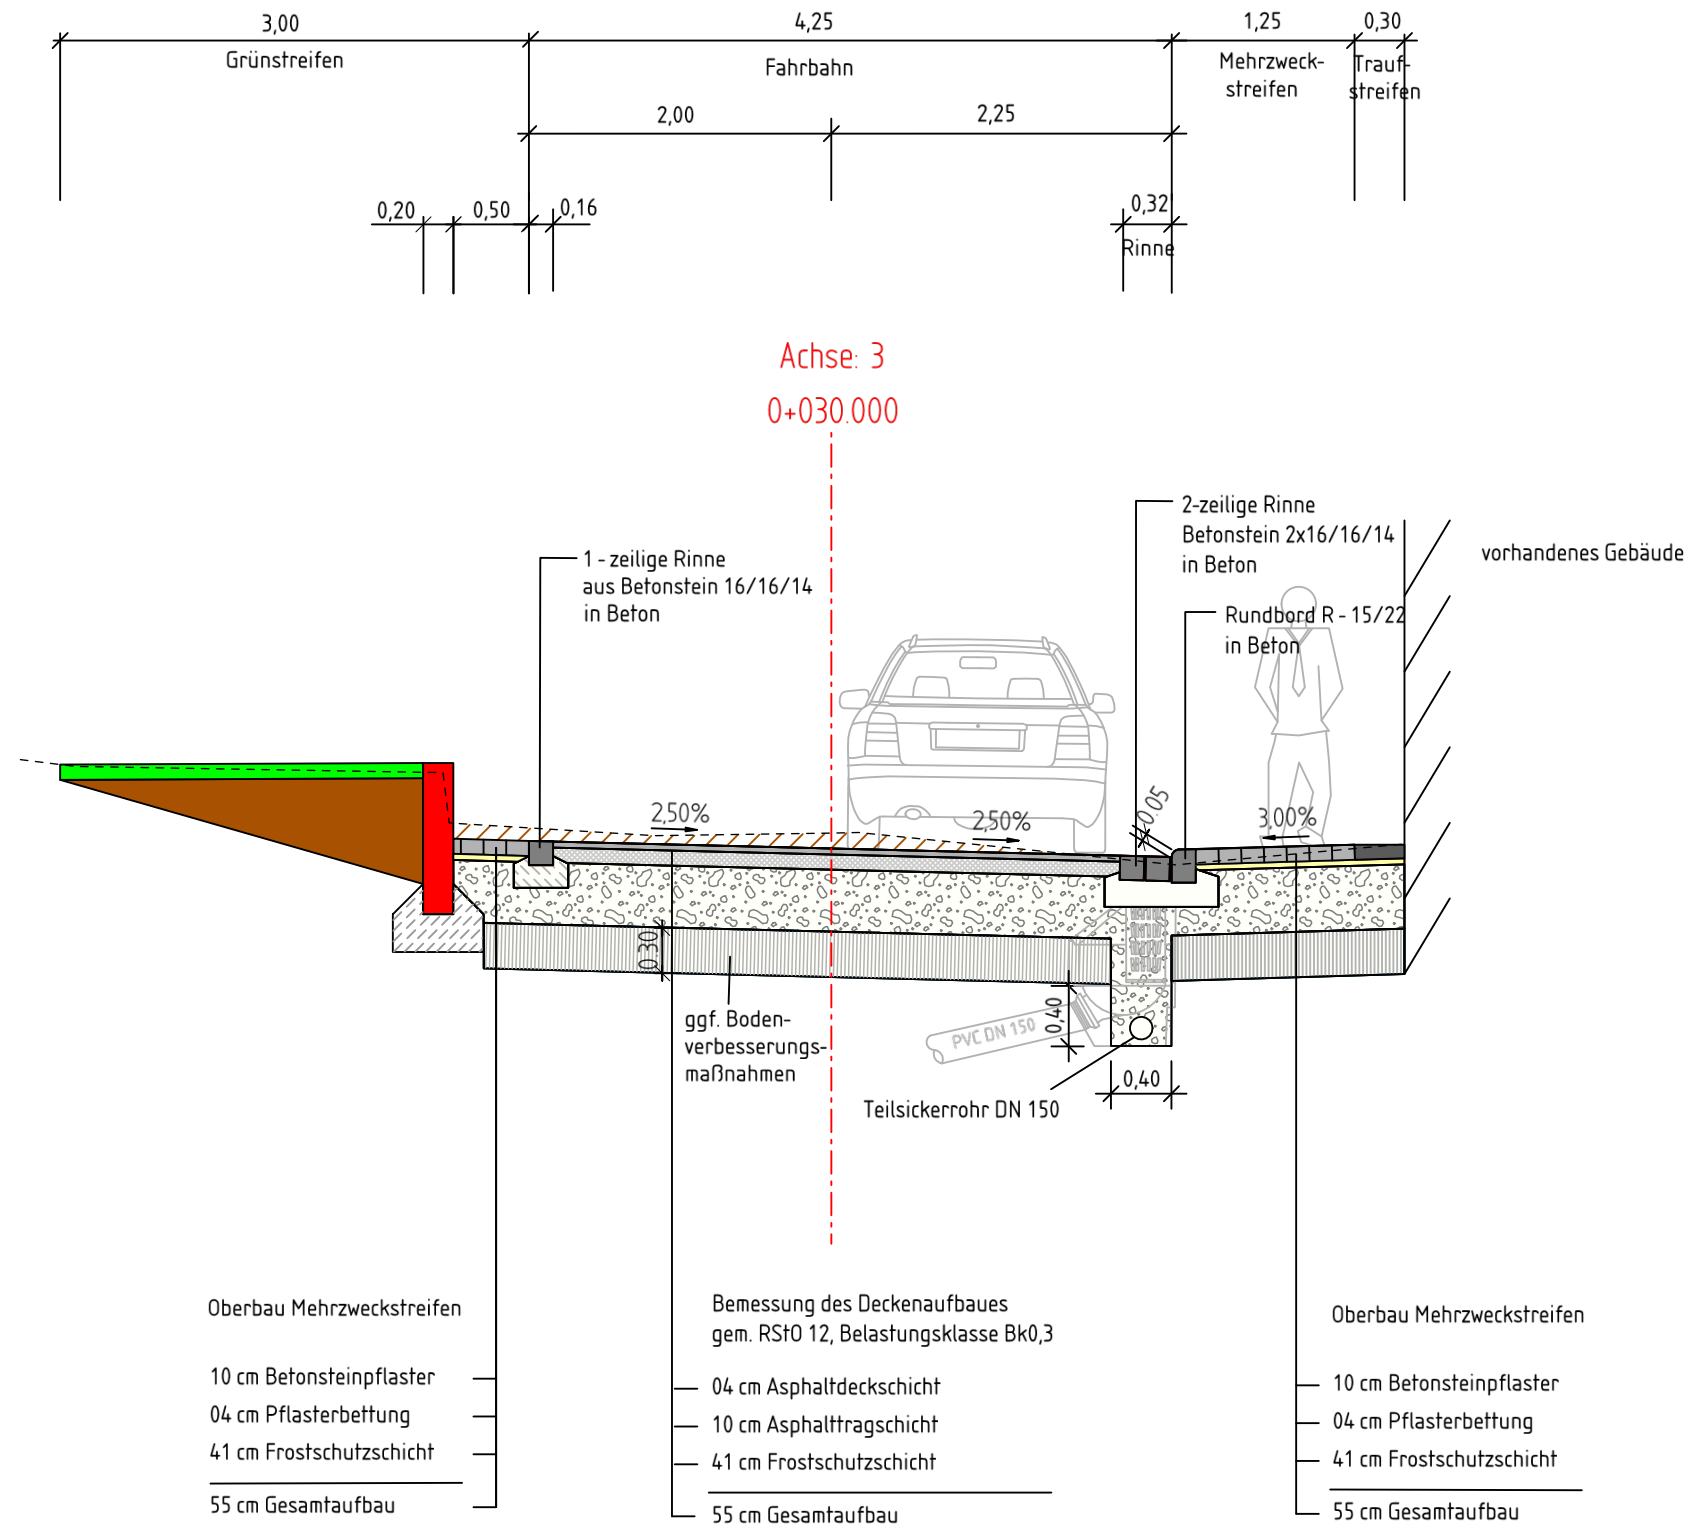 3,00
4,25
1,25
0,30
Grünstreifen
Fahrbahn
Mehrzweck-
streifen
Trauf-
streifen
2,00
2,25
0,20
0,50
0,16
0,32
Rinne
Achse: 3
0+030.000
1 - zeilige Rinne
aus Betonstein 16/16/14
in Beton
2-zeilige Rinne
Betonstein 2x16/16/14
in Beton
vorhandenes Gebäude
Rundbord R - 15/22
in Beton
2,50%
2,50%
0.05
3,00%
0.30
ggf. Boden-
verbesserungs-
maßnahmen
PVC DN 150
0,40
0,40
Teilsickerrohr DN 150
Oberbau Mehrzweckstreifen
10 cm Betonsteinpflaster
04 cm Pflasterbettung
41 cm Frostschutzschicht
55 cm Gesamtaufbau
Bemessung des Deckenaufbaues
gem. RStO 12, Belastungsklasse Bk0,3
04 cm Asphaltdeckschicht
10 cm Asphalttragschicht
41 cm Frostschutzschicht
55 cm Gesamtaufbau
Oberbau Mehrzweckstreifen
10 cm Betonsteinpflaster
04 cm Pflasterbettung
41 cm Frostschutzschicht
55 cm Gesamtaufbau